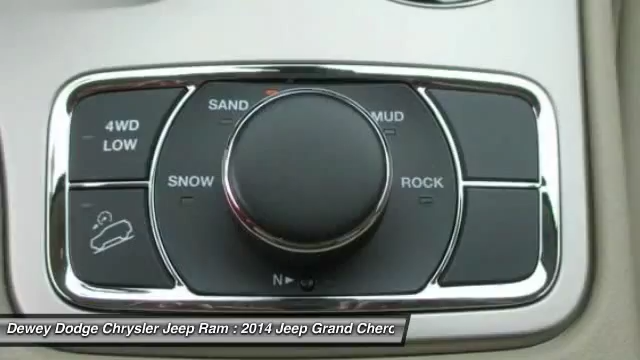 SAND
MUD
4WD
LOW
SNOW
ROCK
N►
Dewey Dodge Chrysler Jeep Ram : 2014 Jeep Grand Cherc